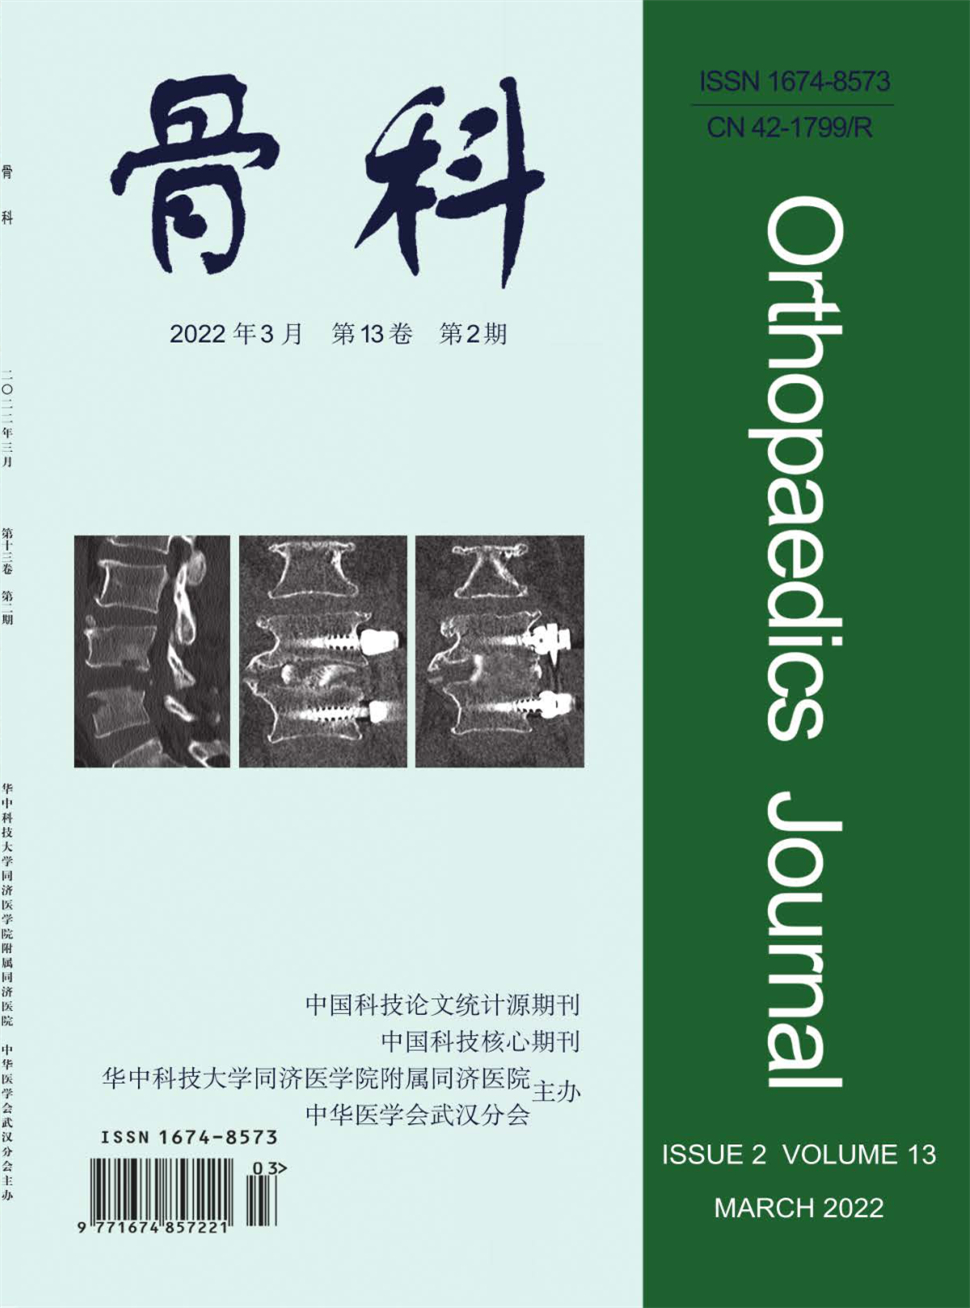 骨科
2022年3月 第13卷 第2期
ISSN 1674-8573
CN 42-1799/R
Orthopaedics Journal
ISSUE 2 VOLUME 13
MARCH 2022
中国科技论文统计源期刊
中国科技核心期刊
华中科技大学同济医学院附属同济医院
中华医学会武汉分会
主办
ISSN 1674-8573
03>
9 771674 857221
骨科
二〇二二年三月
第十三卷 第二期
华中科技大学同济医学院附属同济医院 中华医学会武汉分会主办